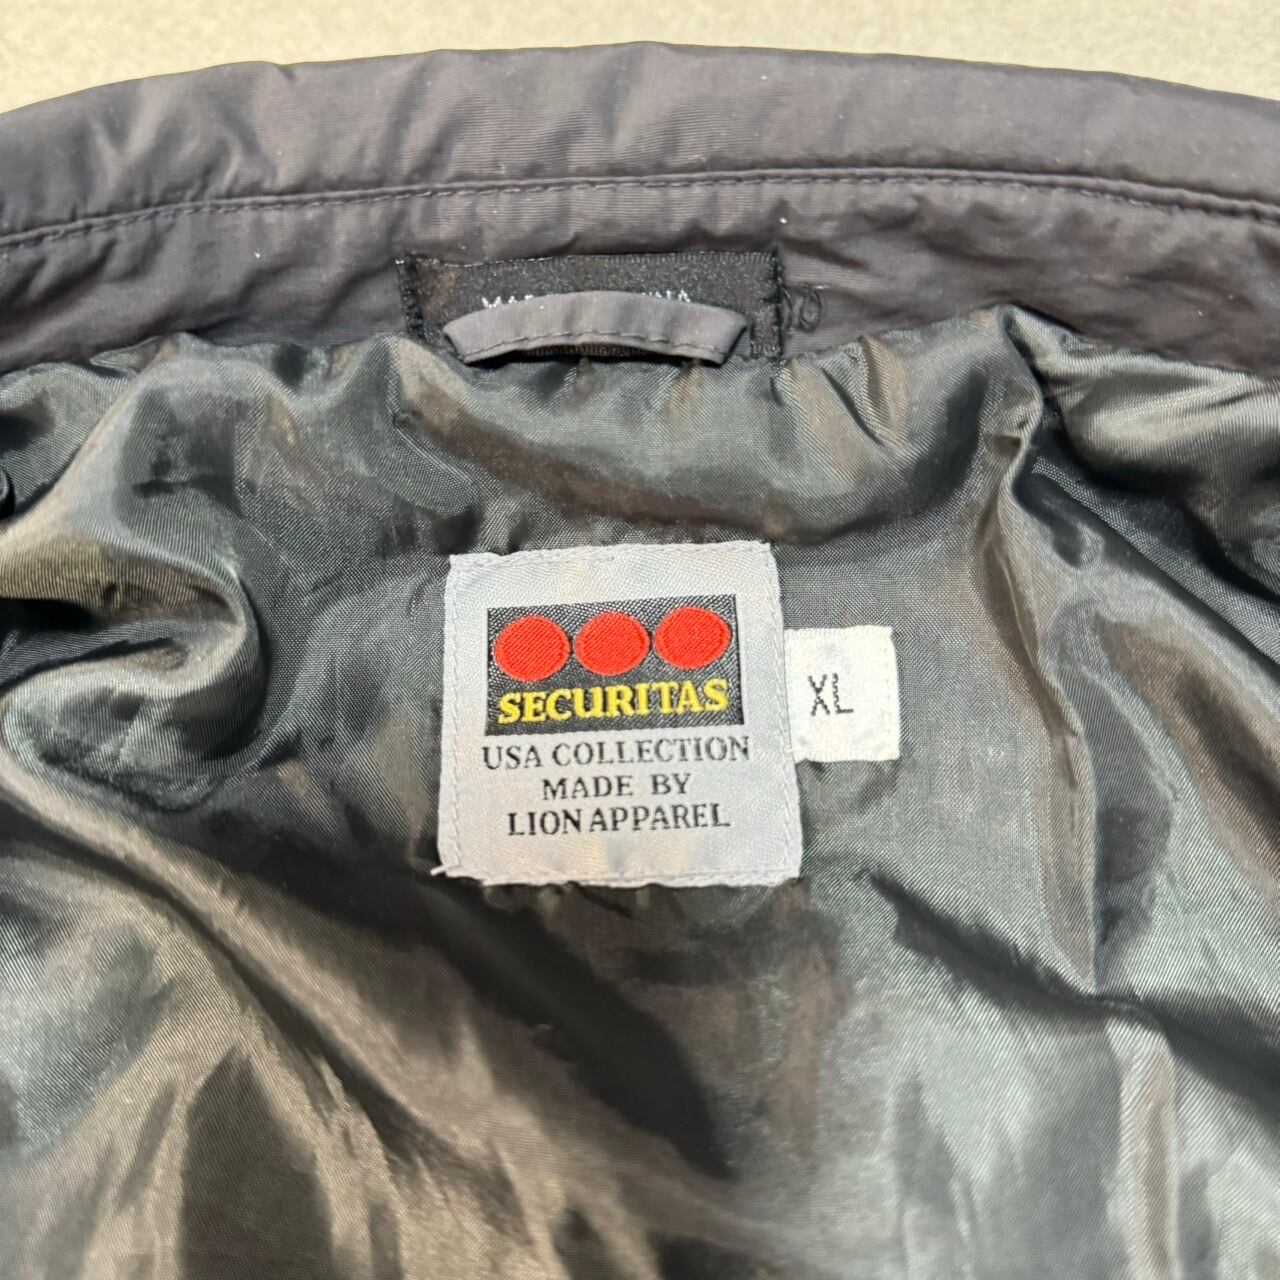 SECURITAS
USA COLLECTION
MADE BY
LION APPAREL
XL